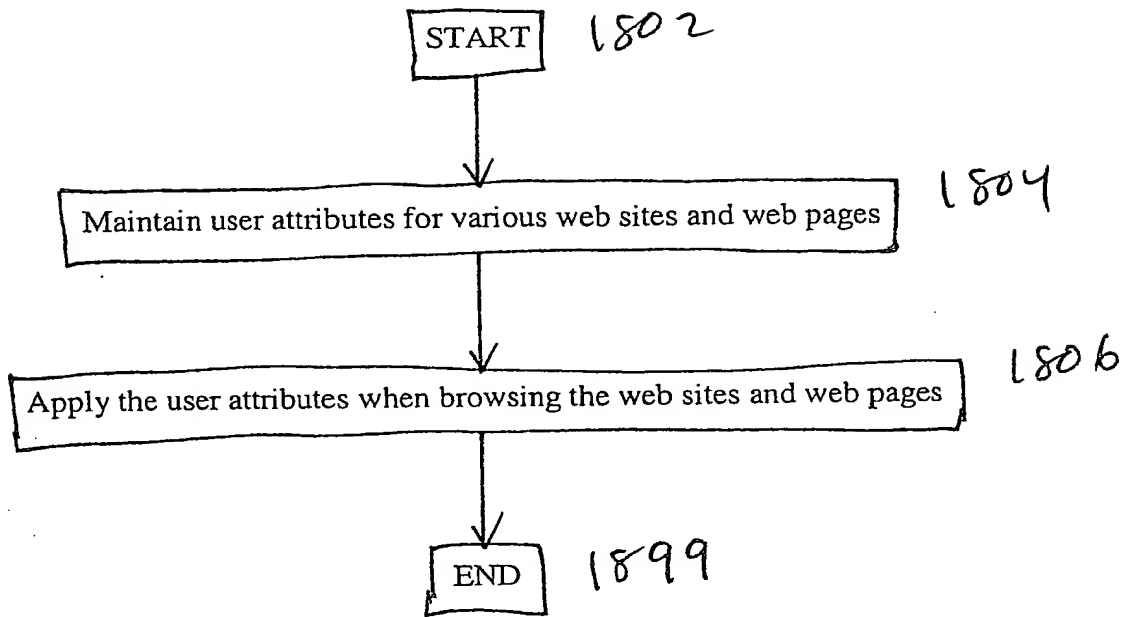 START 1802
Maintain user attributes for various web sites and web pages 1804
Apply the user attributes when browsing the web sites and web pages 1806
END 1899